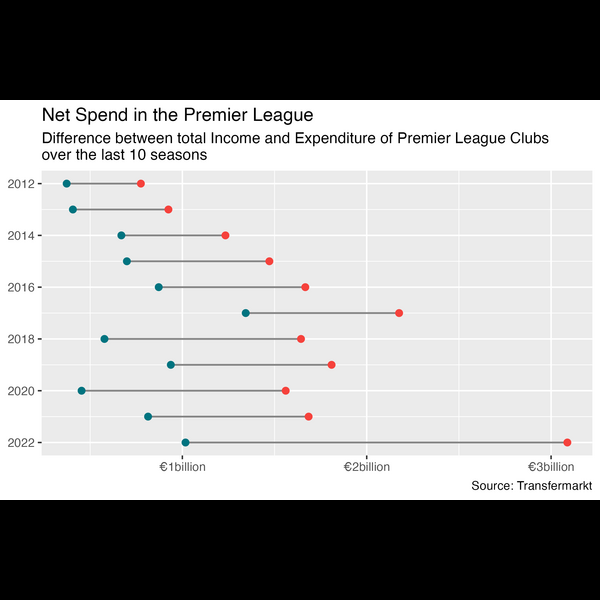 Net Spend in the Premier League
Difference between total Income and Expenditure of Premier League Clubs
over the last 10 seasons
2012
2014
2016
2018
2020
2022
€1billion €2billion €3billion
Source: Transfermarkt